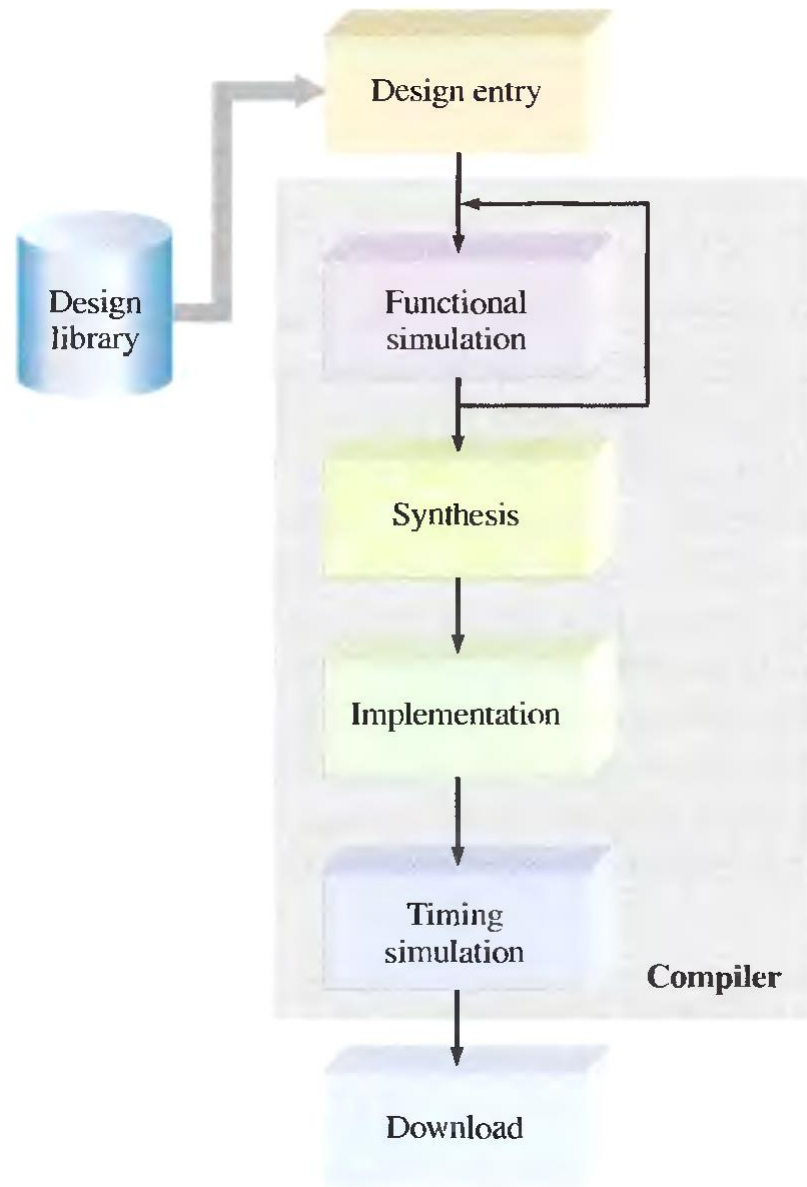 Design entry
Design
library
Functional
simulation
Synthesis
Implementation
Timing
simulation
Compiler
Download